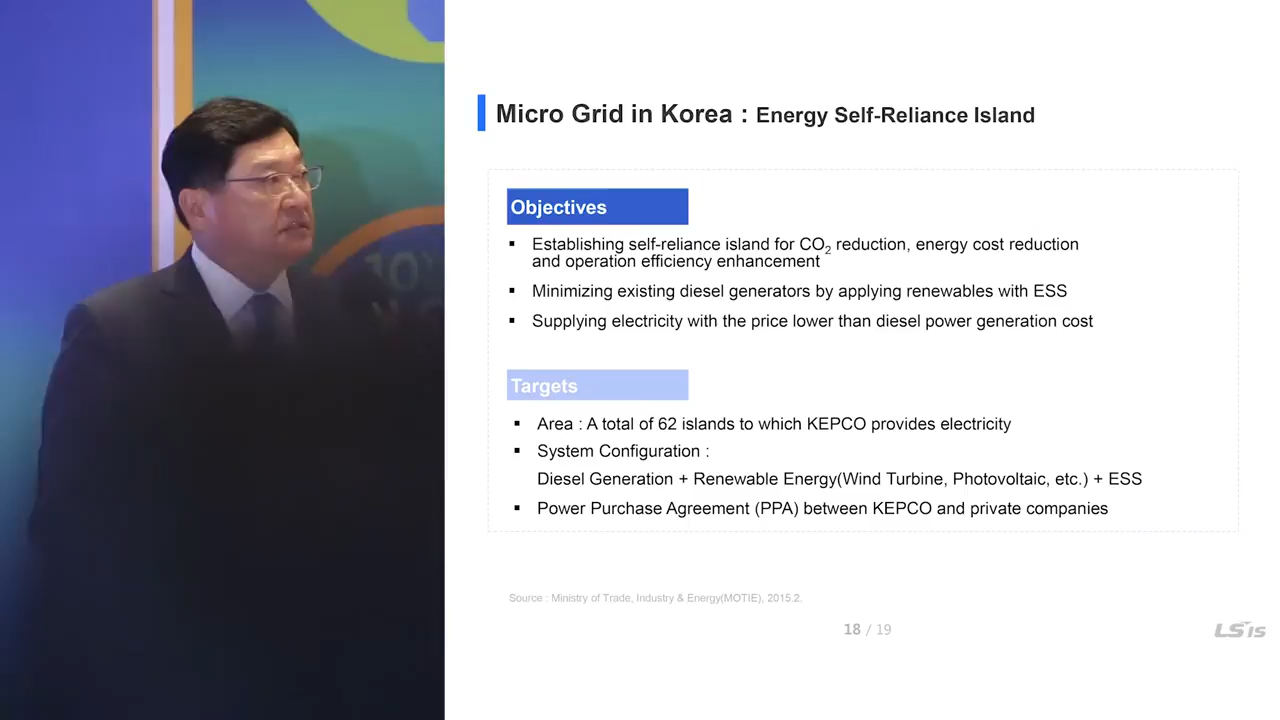 Micro Grid in Korea : Energy Self-Reliance Island
Objectives
▪ Establishing self-reliance island for CO₂ reduction, energy cost reduction
and operation efficiency enhancement
▪ Minimizing existing diesel generators by applying renewables with ESS
▪ Supplying electricity with the price lower than diesel power generation cost
Targets
▪ Area : A total of 62 islands to which KEPCO provides electricity
▪ System Configuration :
Diesel Generation + Renewable Energy(Wind Turbine, Photovoltaic, etc.) + ESS
▪ Power Purchase Agreement (PPA) between KEPCO and private companies
Source : Ministry of Trade, Industry & Energy(MOTIE), 2015.2.
18 / 19
LSIS
10